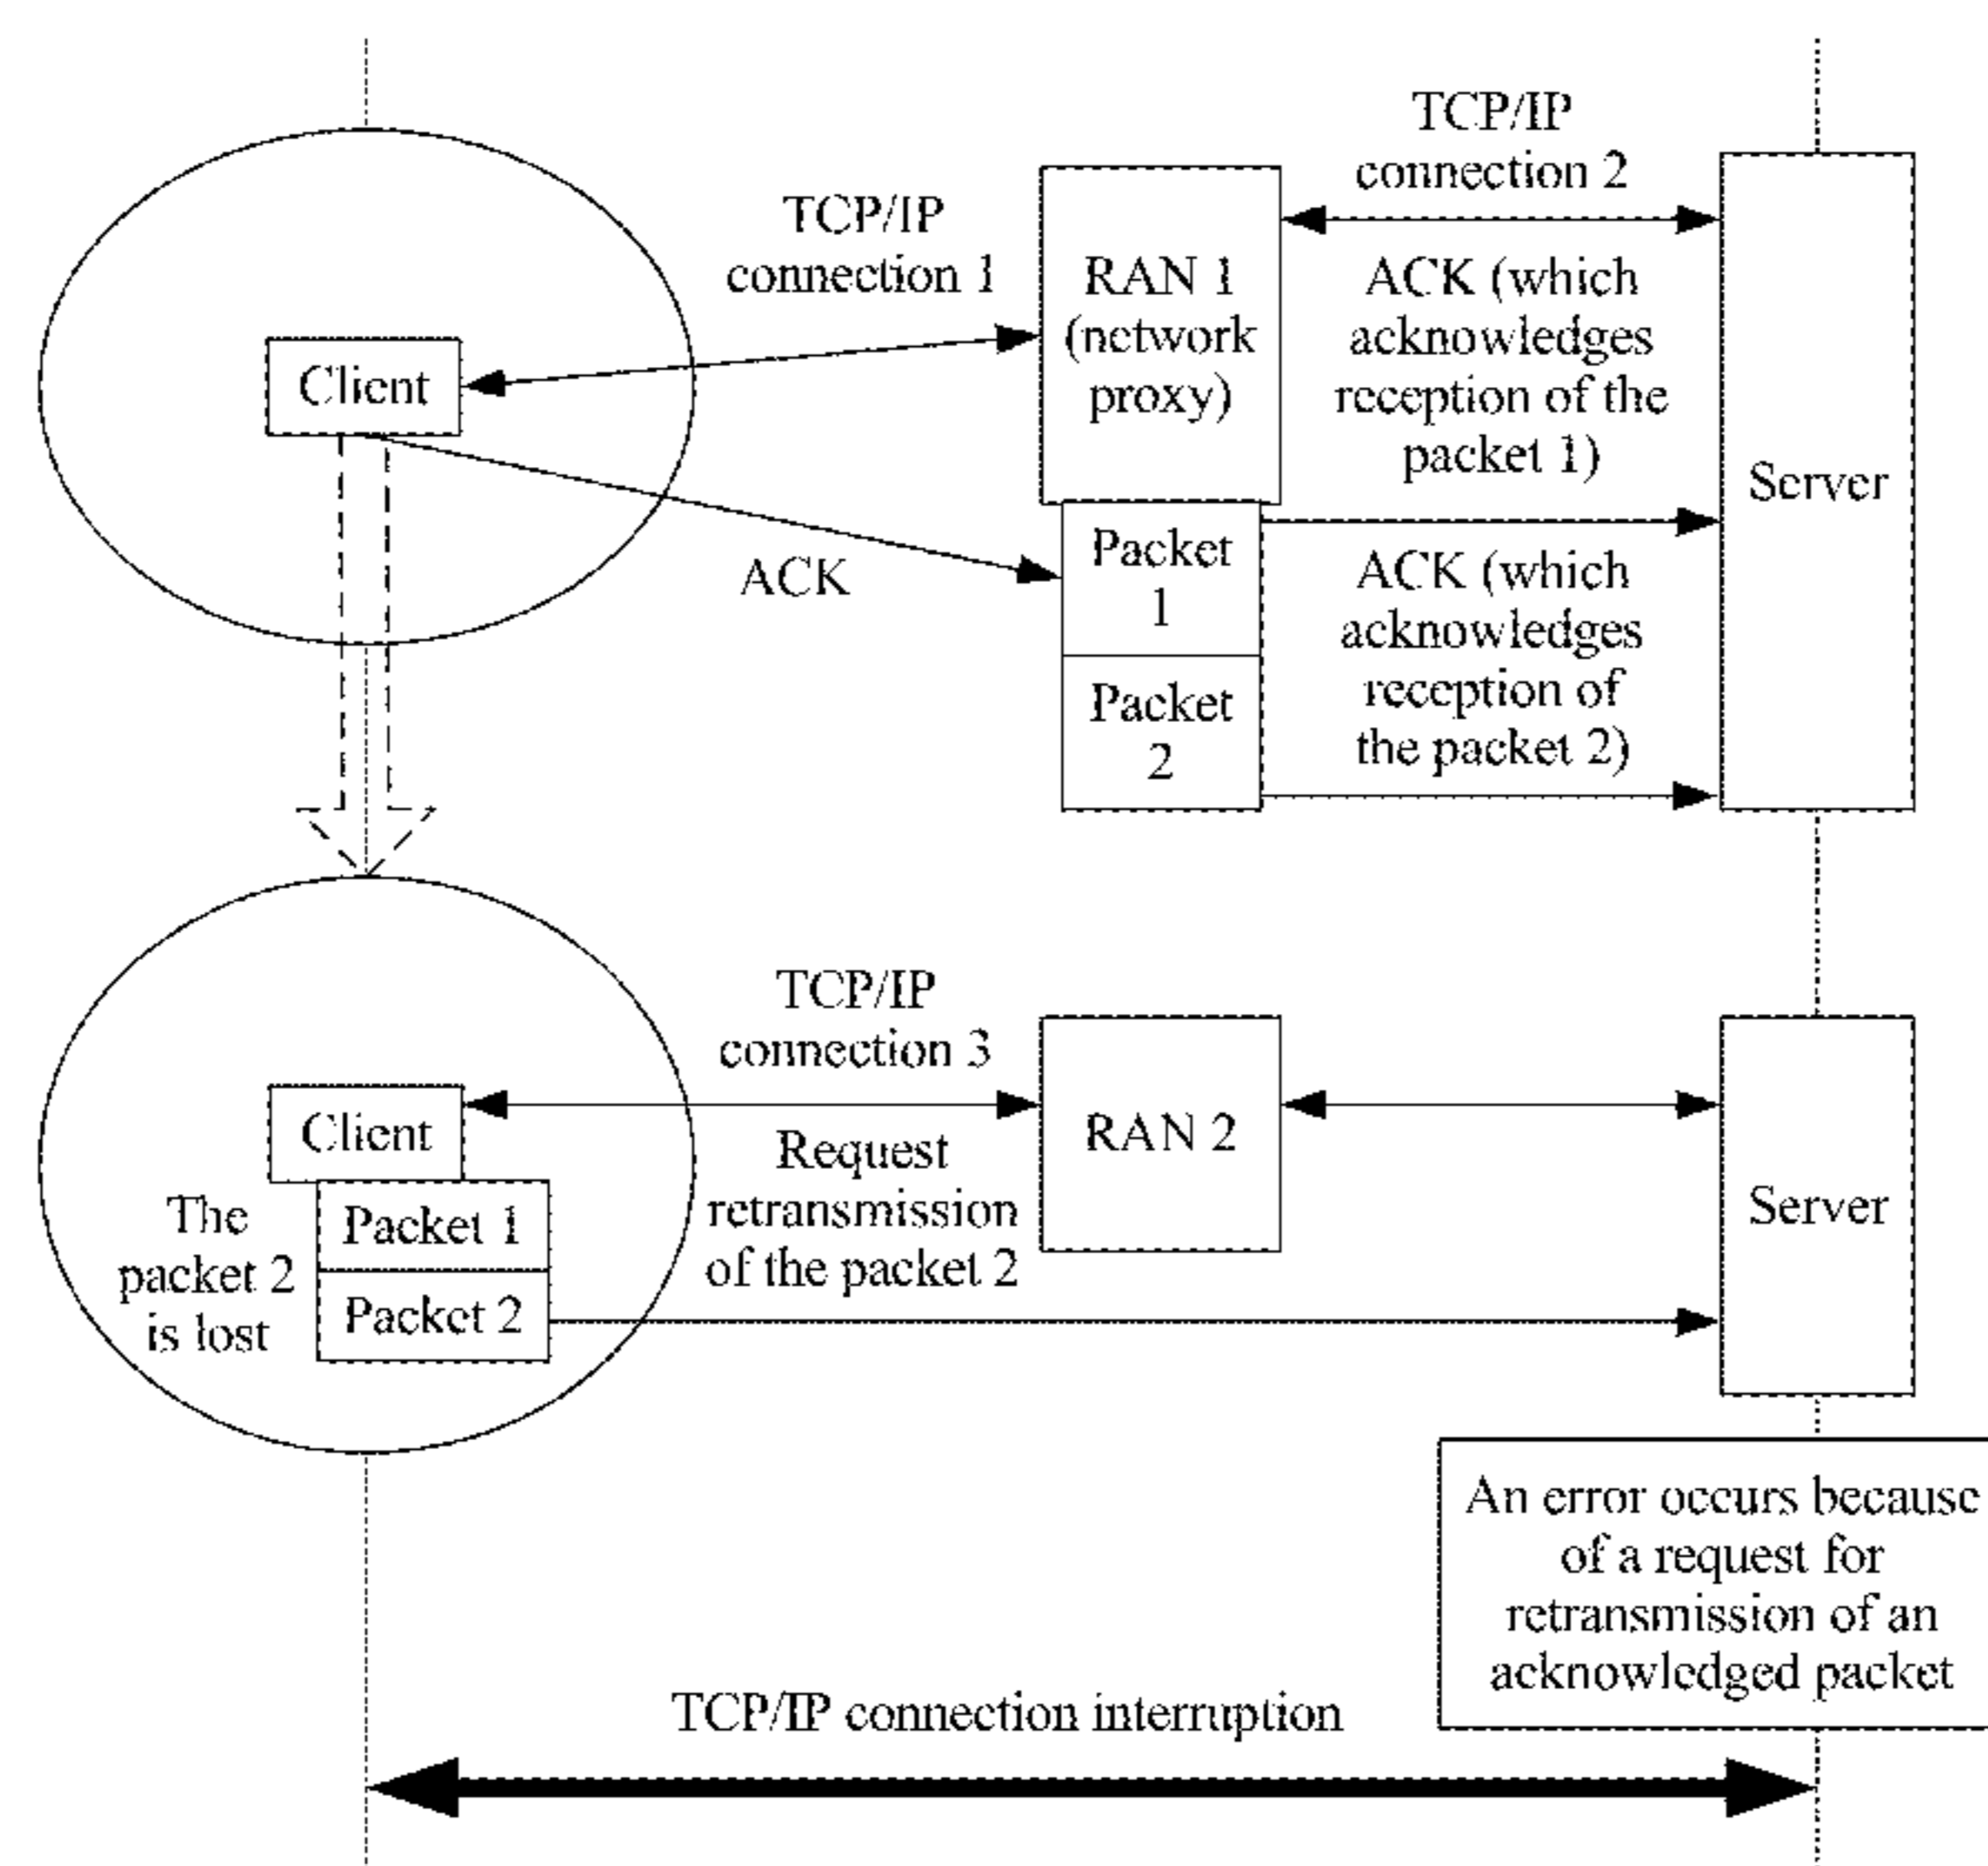 TCP/IP
connection 2
TCP/IP
connection 1
RAN 1
(network
proxy)
ACK (which
acknowledges
reception of the
packet 1)
Client
Server
ACK
Packet
1
ACK (which
acknowledges
reception of
the packet 2)
Packet
2
TCP/IP
connection 3
Client
RAN 2
Server
Request
retransmission
of the packet 2
The
packet 2
is lost
Packet 1
Packet 2
An error occurs because
of a request for
retransmission of an
acknowledged packet
TCP/IP connection interruption